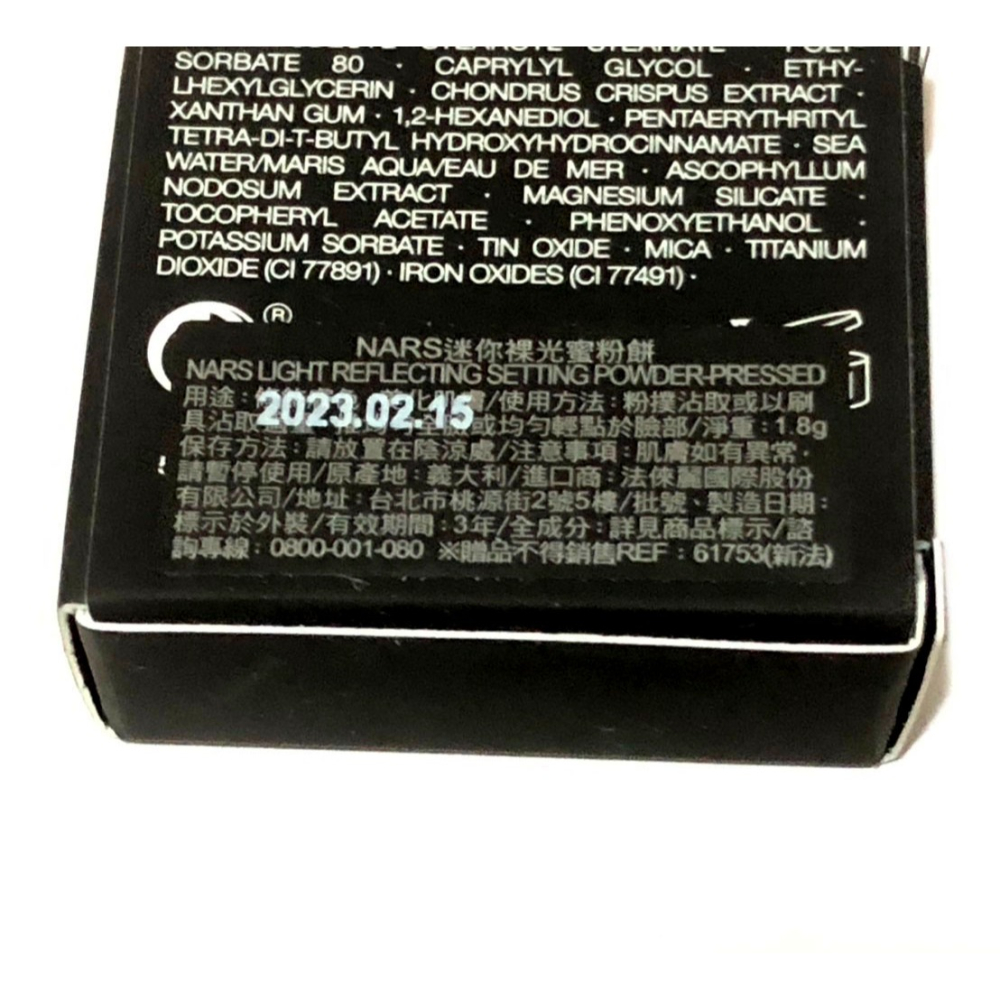 SORBATE 80 · CAPRYLYL GLYCOL · ETHY-
LHEXYLGLYCERIN · CHONDRUS CRISPUS EXTRACT ·
XANTHAN GUM · 1,2-HEXANEDIOL · PENTAERYTHRITYL
TETRA-DI-T-BUTYL HYDROXYHYDROCINNAMATE · SEA
WATER/MARIS AQUA/EAU DE MER · ASCOPHYLLUM
NODOSUM EXTRACT · MAGNESIUM SILICATE ·
TOCOPHERYL ACETATE · PHENOXYETHANOL ·
POTASSIUM SORBATE · TIN OXIDE · MICA · TITANIUM
DIOXIDE (CI 77891) · IRON OXIDES (CI 77491) ·
®
NARS迷你裸光蜜粉餅
NARS LIGHT REFLECTING SETTING POWDER-PRESSED
用途：/使用方法：粉撲沾取或以刷
2023.02.15
具沾取或均勻輕點於臉部/淨重：1.8g
保存方法：請放置在陰涼處/注意事項：肌膚如有異常，
請暫停使用/原產地：義大利/進口商：法徠麗國際股份
有限公司/地址：台北市桃源街2號5樓/批號、製造日期：
標示於外裝/有效期間：3年/全成分：詳見商品標示/諮
詢專線：0800-001-080 ※贈品不得銷售REF：61753(新法)